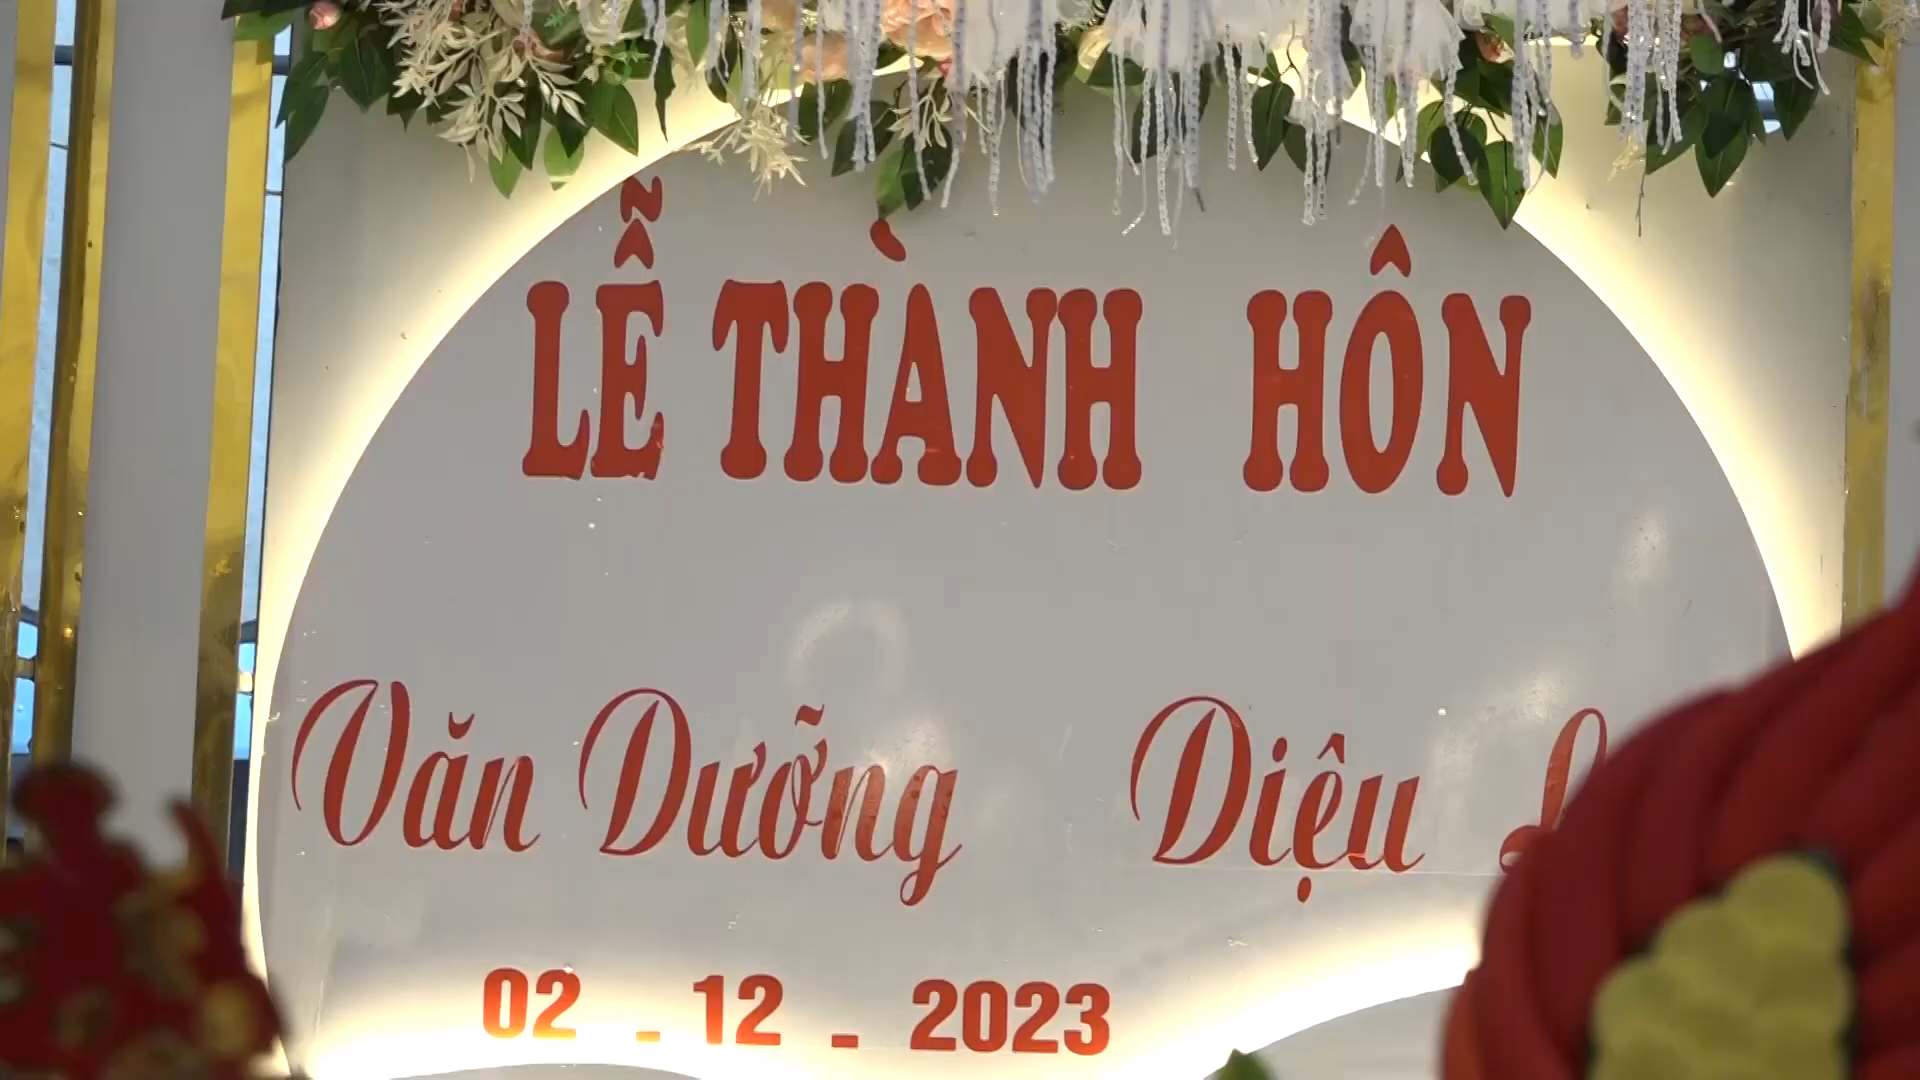 LỄ THÀNH HÔN
Văn Dưỡng Diệu
02 - 12 - 2023